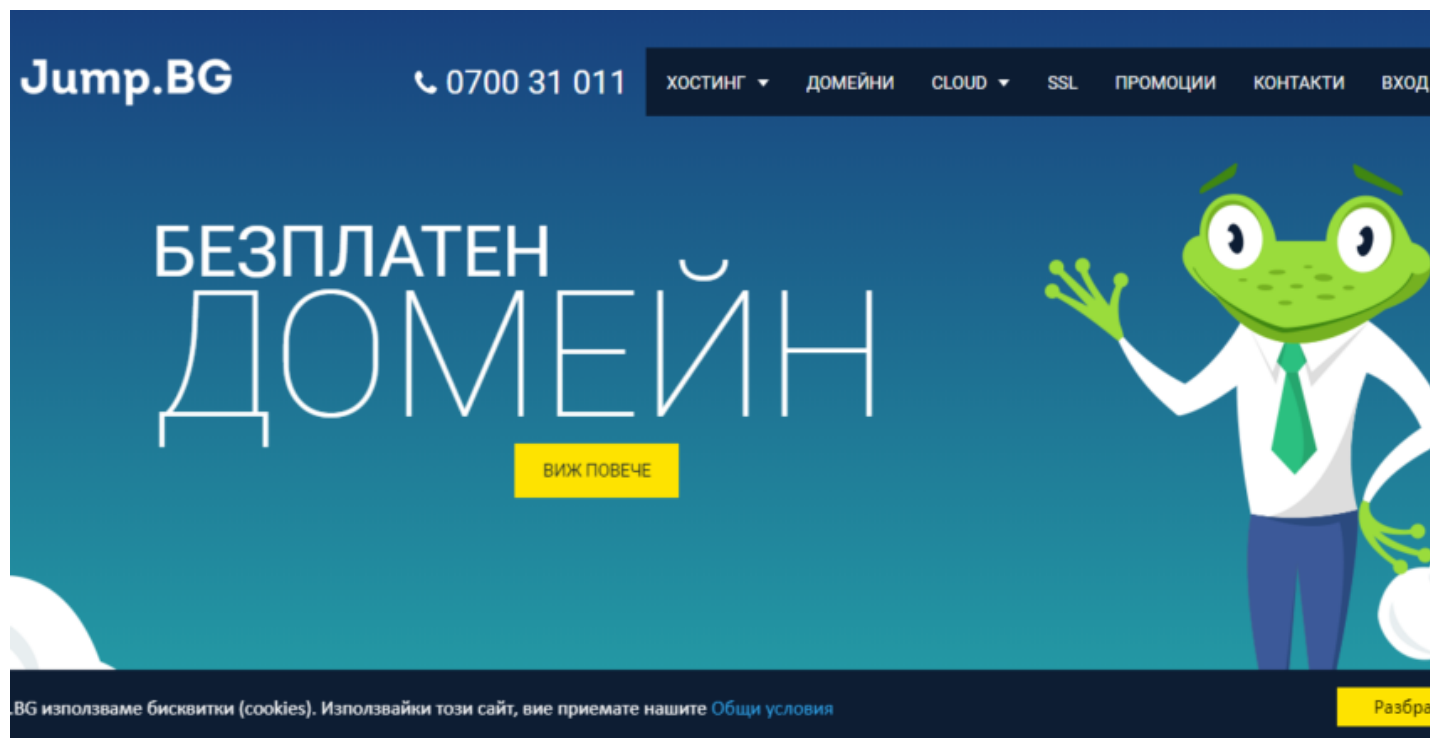 Jump.BG
0700 31 011
ХОСТИНГ ДОМЕЙНИ CLOUD SSL ПРОМОЦИИ КОНТАКТИ ВХОД
БЕЗПЛАТЕН
ДОМЕЙН
ВИЖ ПОВЕЧЕ
.BG използваме бисквитки (cookies). Използвайки този сайт, вие приемате нашите Общи условия
Разбра